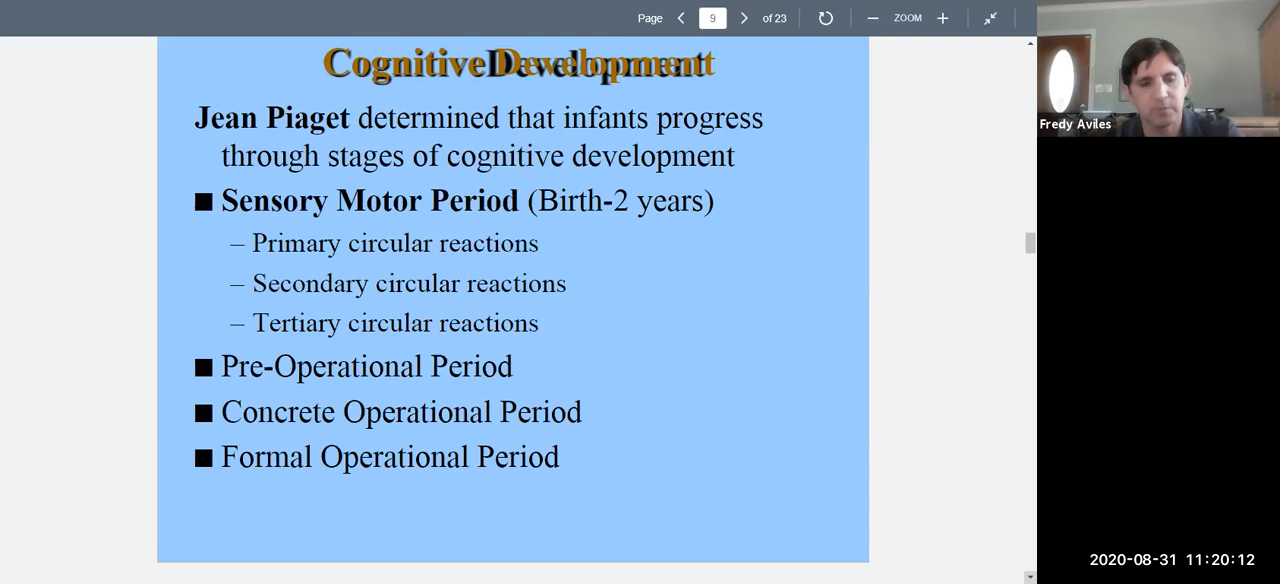 Page 9 of 23 ZOOM
Cognitive Development
Jean Piaget determined that infants progress
through stages of cognitive development
■ Sensory Motor Period (Birth-2 years)
– Primary circular reactions
– Secondary circular reactions
– Tertiary circular reactions
■ Pre-Operational Period
■ Concrete Operational Period
■ Formal Operational Period
Fredy Aviles
2020-08-31 11:20:12